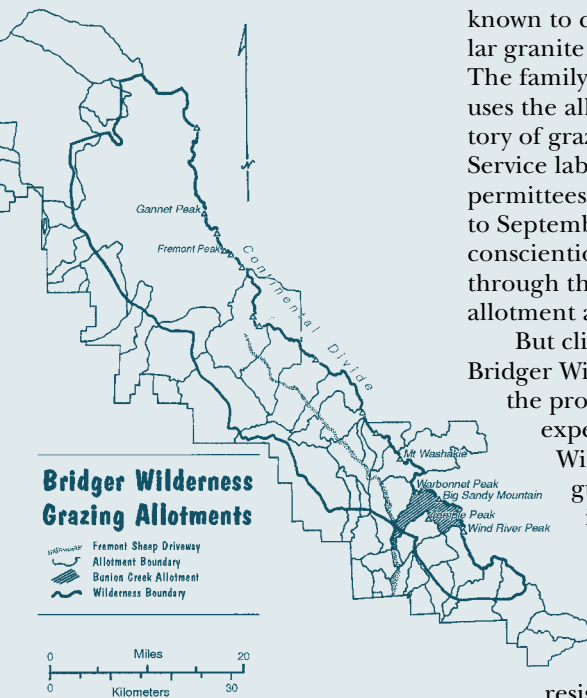 known to c
lar granite
The family
uses the all
tory of graz
Service lab
permittees
to Septemb
conscientio
through th
allotment a
But cli
Bridger Wi
the pro
expe
Wi
gu
resi
N
Gannet Peak
Fremont Peak
Continental Divide
Mt Washakie
Warbonnet Peak
Big Sandy Mountain
Temple Peak
Wind River Peak
Bridger Wilderness
Grazing Allotments
Fremont Sheep Driveway
Allotment Boundary
Bunion Creek Allotment
Wilderness Boundary
0 Miles 20
0 Kilometers 30